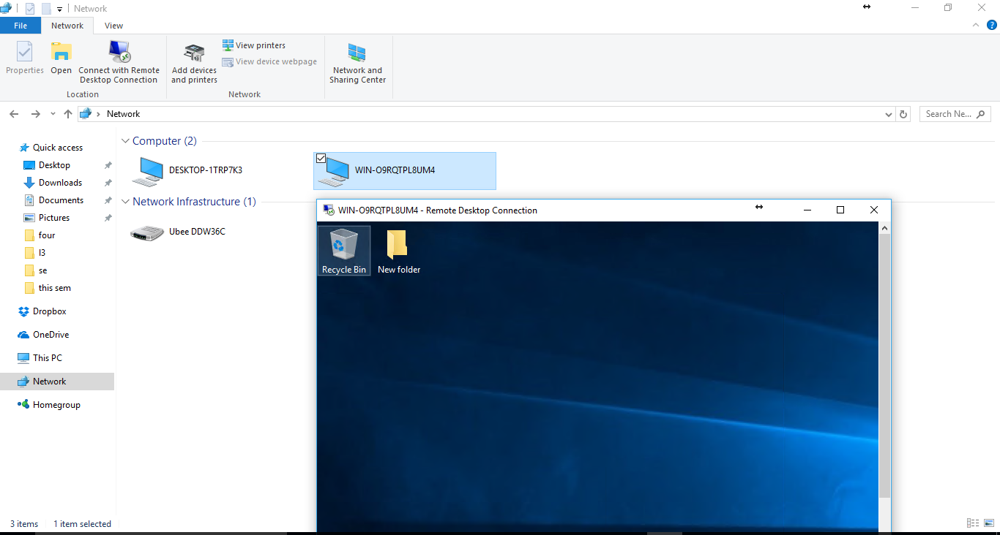 Network
File Network View
Properties Open Connect with Remote Desktop Connection
Add devices and printers
View printers
View device webpage
Network and Sharing Center
Location Network
Network
Search Ne...
Quick access
Desktop
Downloads
Documents
Pictures
four
l3
se
this sem
Dropbox
OneDrive
This PC
Network
Homegroup
Computer (2)
DESKTOP-1TRP7K3 WIN-O9RQTPL8UM4
Network Infrastructure (1)
Ubee DDW36C
WIN-O9RQTPL8UM4 - Remote Desktop Connection
Recycle Bin New folder
3 items 1 item selected